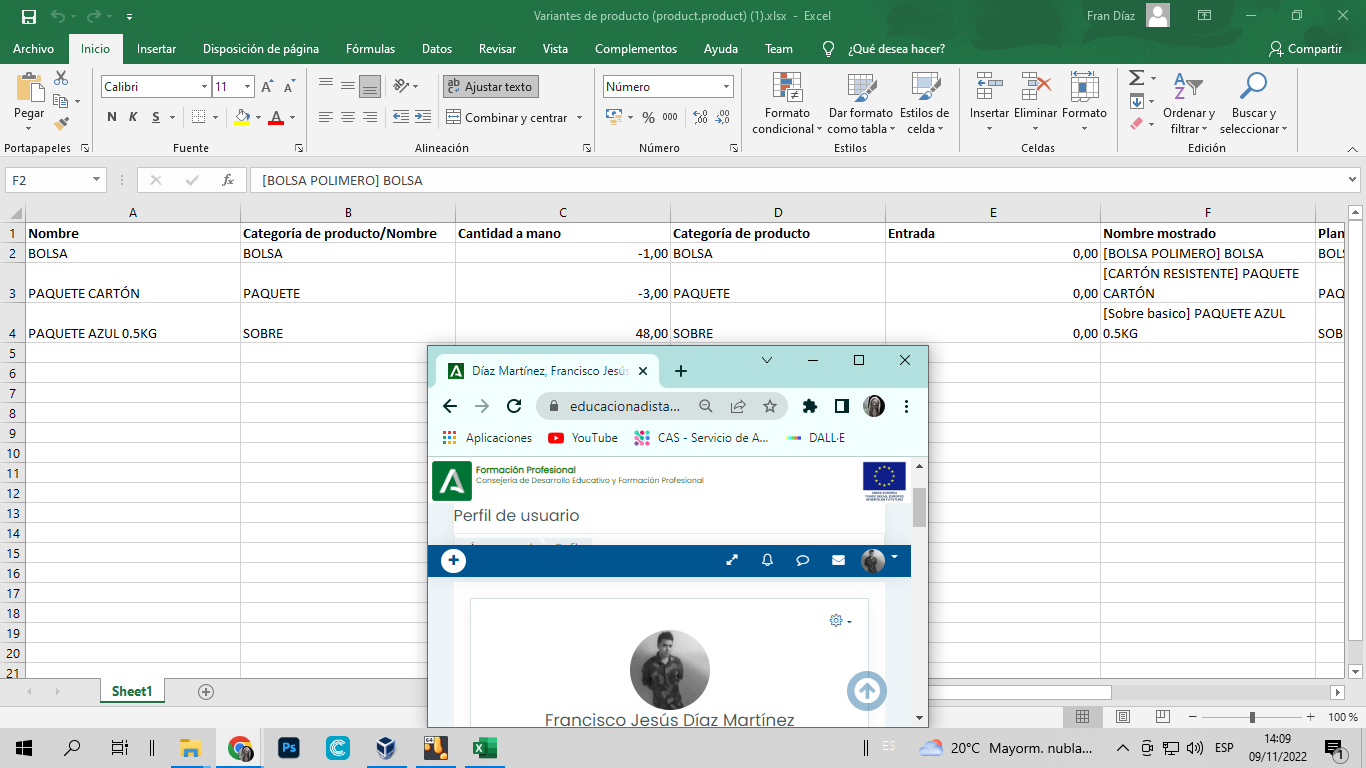 Variantes de producto (product.product) (1).xlsx - Excel
Fran Díaz
Archivo Inicio Insertar Disposición de página Fórmulas Datos Revisar Vista Complementos Ayuda Team ¿Qué desea hacer? Compartir
Pegar
Calibri 11
N K S
Ajustar texto
Combinar y centrar
Número
% 000
Formato condicional
Dar formato como tabla
Estilos de celda
Insertar Eliminar Formato
Ordenar y filtrar
Buscar y seleccionar
Portapapeles Fuente Alineación Número Estilos Celdas Edición
F2 fx [BOLSA POLIMERO] BOLSA
A B C D E F
1 Nombre Categoría de producto/Nombre Cantidad a mano Categoría de producto Entrada Nombre mostrado Plan
2 BOLSA BOLSA -1,00 BOLSA 0,00 [BOLSA POLIMERO] BOLSA BOLS
3 PAQUETE CARTÓN PAQUETE -3,00 PAQUETE 0,00 [CARTÓN RESISTENTE] PAQUETE CARTÓN PAQ
4 PAQUETE AZUL 0.5KG SOBRE 48,00 SOBRE 0,00 [Sobre basico] PAQUETE AZUL 0.5KG SOB
5
6
7
8
9
10
11
12
13
14
15
16
17
18
19
20
21
Díaz Martínez, Francisco Jesús
educacionadista...
Aplicaciones YouTube CAS - Servicio de A... DALL·E
Formación Profesional
Consejería de Desarrollo Educativo y Formación Profesional
Perfil de usuario
Francisco Jesús Díaz Martínez
Sheet1
100 %
ES
20°C Mayorm. nubla...
ESP
14:09
09/11/2022
1